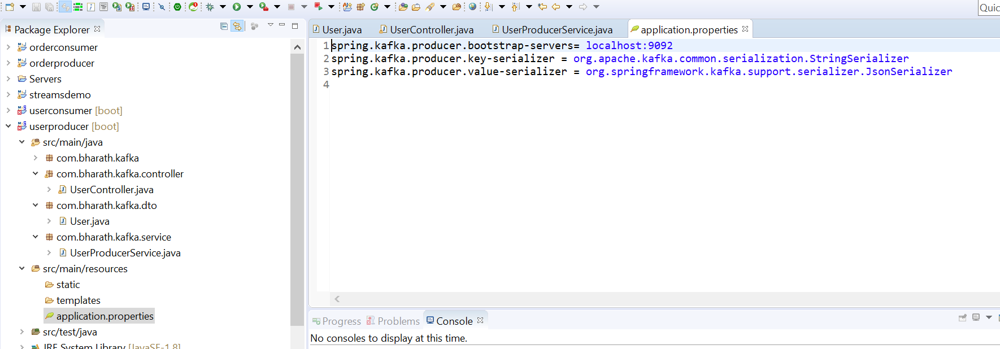 Quic
Package Explorer
orderconsumer
orderproducer
Servers
streamsdemo
userconsumer [boot]
userproducer [boot]
src/main/java
com.bharath.kafka
com.bharath.kafka.controller
UserController.java
com.bharath.kafka.dto
User.java
com.bharath.kafka.service
UserProducerService.java
src/main/resources
static
templates
application.properties
src/test/java
JRE System Library [JavaSE-1.8]
User.java UserController.java UserProducerService.java application.properties
1 spring.kafka.producer.bootstrap-servers= localhost:9092
2 spring.kafka.producer.key-serializer = org.apache.kafka.common.serialization.StringSerializer
3 spring.kafka.producer.value-serializer = org.springframework.kafka.support.serializer.JsonSerializer
4
Progress Problems Console
No consoles to display at this time.